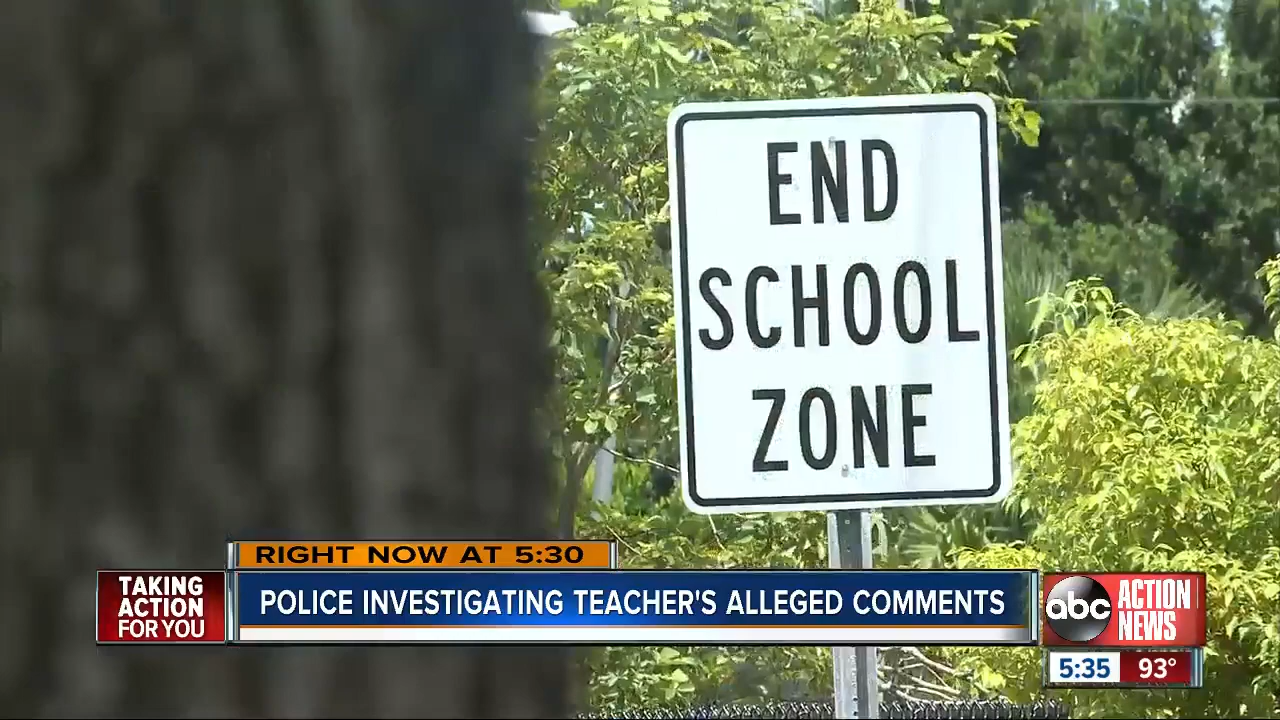 END
SCHOOL
ZONE
RIGHT NOW AT 5:30
TAKING
ACTION
FOR YOU
POLICE INVESTIGATING TEACHER'S ALLEGED COMMENTS
abc ACTION
NEWS
5:35 93°